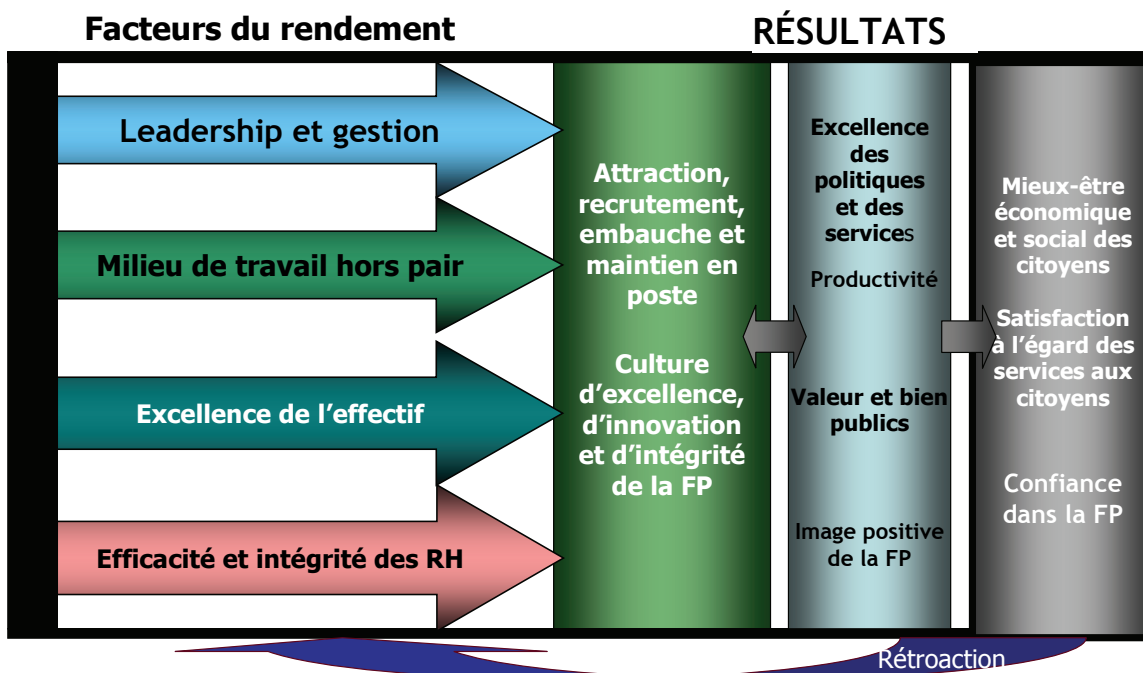 Facteurs du rendement
RÉSULTATS
Leadership et gestion
Milieu de travail hors pair
Excellence de l’effectif
Efficacité et intégrité des RH
Attraction,
recrutement,
embauche et
maintien en
poste
Culture
d’excellence,
d’innovation
et d’intégrité
de la FP
Excellence
des
politiques
et des
services
Productivité
Valeur et bien
publics
Image positive
de la FP
Mieux-être
économique
et social des
citoyens
Satisfaction
à l’égard des
services aux
citoyens
Confiance
dans la FP
Rétroaction